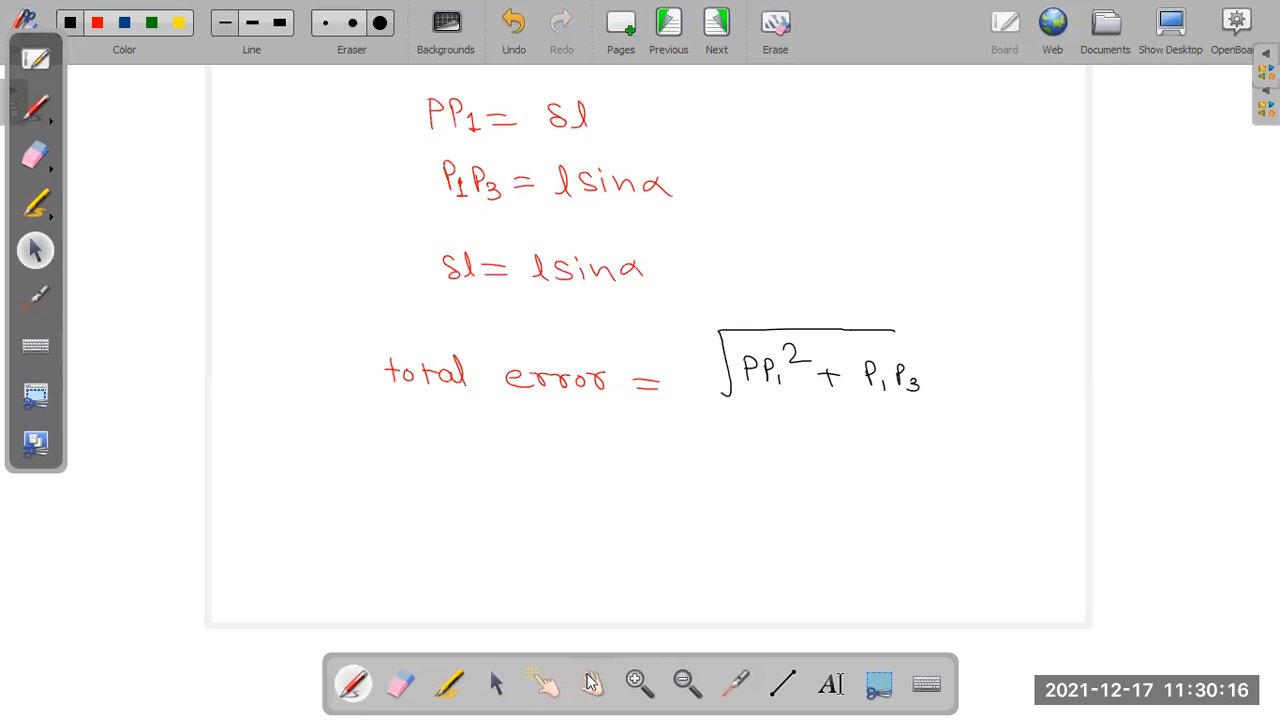 Color Line Eraser Backgrounds Undo Redo Pages Previous Next Erase Board Web Documents Show Desktop OpenBoa
PP₁ = δl
P₁P₃ = l sinα
δl = l sinα
total error = √PP₁² + P₁P₃
2021-12-17 11:30:16